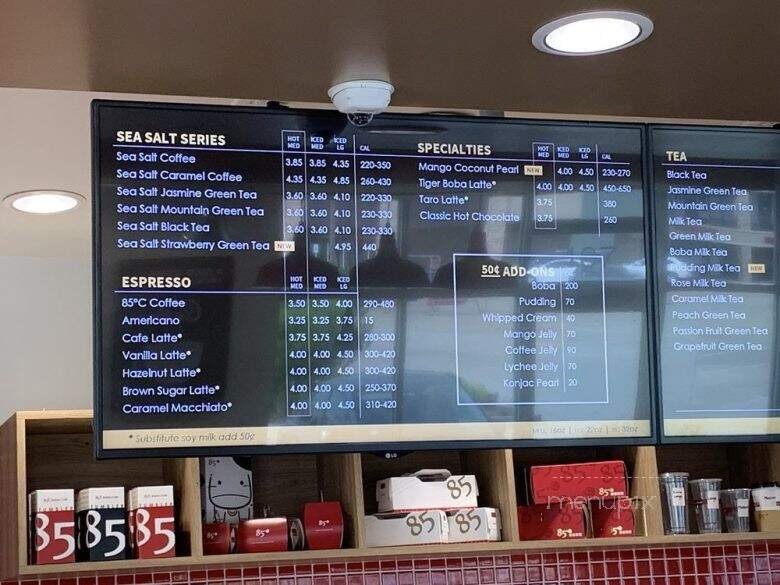 SEA SALT SERIES HOT MED ICED MED ICED LG CAL
Sea Salt Coffee 3.85 3.85 4.35 220-350
Sea Salt Caramel Coffee 4.35 4.35 4.85 260-430
Sea Salt Jasmine Green Tea 3.60 3.60 4.10 220-330
Sea Salt Mountain Green Tea 3.60 3.60 4.10 230-330
Sea Salt Black Tea 3.60 3.60 4.10 230-330
Sea Salt Strawberry Green Tea NEW 4.95 440
ESPRESSO HOT MED ICED MED ICED LG
85°C Coffee 3.50 3.50 4.00 290-480
Americano 3.25 3.25 3.75 15
Cafe Latte* 3.75 3.75 4.25 280-300
Vanilla Latte* 4.00 4.00 4.50 300-420
Hazelnut Latte* 4.00 4.00 4.50 300-420
Brown Sugar Latte* 4.00 4.00 4.50 250-370
Caramel Macchiato* 4.00 4.00 4.50 310-420
* Substitute soy milk add 50¢
SPECIALTIES HOT MED ICED MED ICED LG CAL
Mango Coconut Pearl NEW 4.00 4.50 230-270
Tiger Boba Latte* 4.00 4.00 4.50 450-650
Taro Latte* 3.75 380
Classic Hot Chocolate 3.75 260
50¢ ADD-ONS
Boba 200
Pudding 70
Whipped Cream 40
Mango Jelly 70
Coffee Jelly 90
Lychee Jelly 70
Konjac Pearl 20
16oz | 22oz | 32oz
TEA
Black Tea
Jasmine Green Tea
Mountain Green Tea
Milk Tea
Green Milk Tea
Boba Milk Tea
Pudding Milk Tea NEW
Rose Milk Tea
Caramel Milk Tea
Peach Green Tea
Passion Fruit Green Tea
Grapefruit Green Tea
LG
85
85
85
85°
85°
85°
85
85
85
85°
85°
85°
menupix